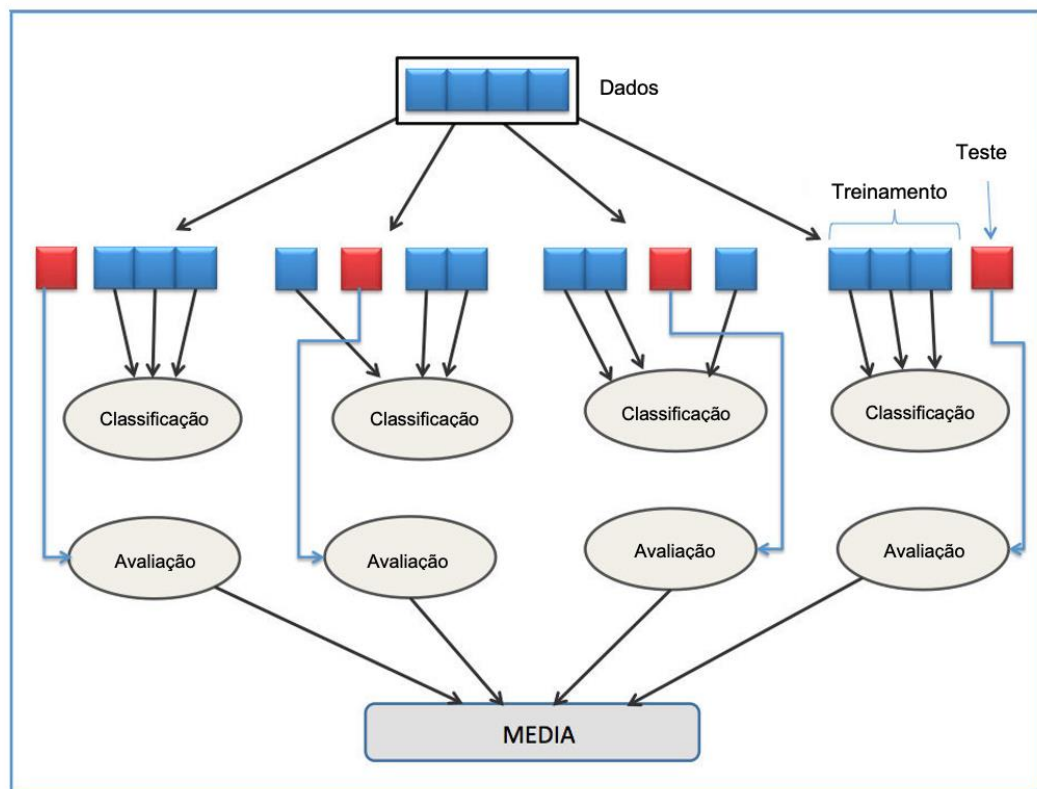 Dados
Teste
Treinamento
Classificação
Classificação
Classificação
Classificação
Avaliação
Avaliação
Avaliação
Avaliação
MEDIA